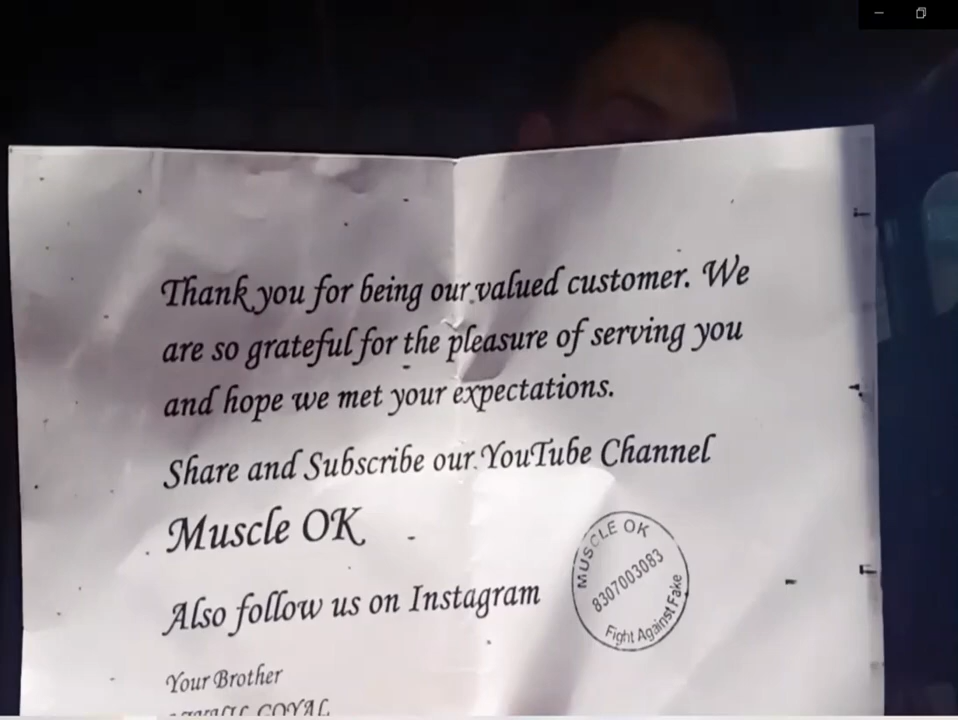 Thank you for being our valued customer. We
are so grateful for the pleasure of serving you
and hope we met your expectations.
Share and Subscribe our YouTube Channel
Muscle OK
Also follow us on Instagram
MUSCLE OK
8307003083
Fight Against Fake
Your Brother
GOYAL